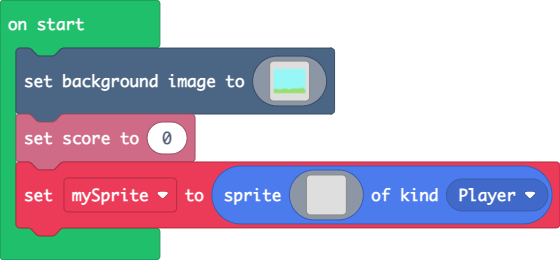 on start
set background image to
set score to 0
set mySprite to sprite of kind Player